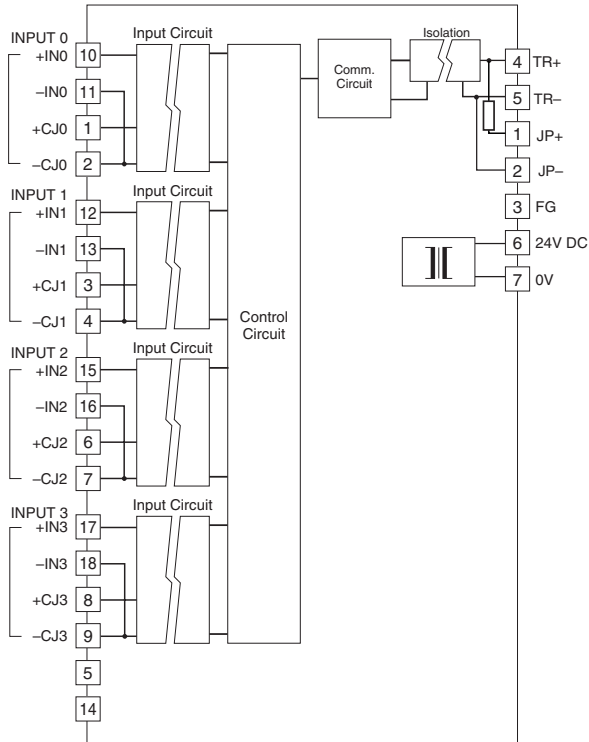 INPUT 0
Input Circuit
+IN0 10
–IN0 11
+CJ0 1
–CJ0 2
INPUT 1
Input Circuit
+IN1 12
–IN1 13
+CJ1 3
–CJ1 4
INPUT 2
Input Circuit
+IN2 15
–IN2 16
+CJ2 6
–CJ2 7
INPUT 3
Input Circuit
+IN3 17
–IN3 18
+CJ3 8
–CJ3 9
5
14
Control
Circuit
Comm.
Circuit
Isolation
4 TR+
5 TR–
1 JP+
2 JP–
3 FG
6 24V DC
7 0V